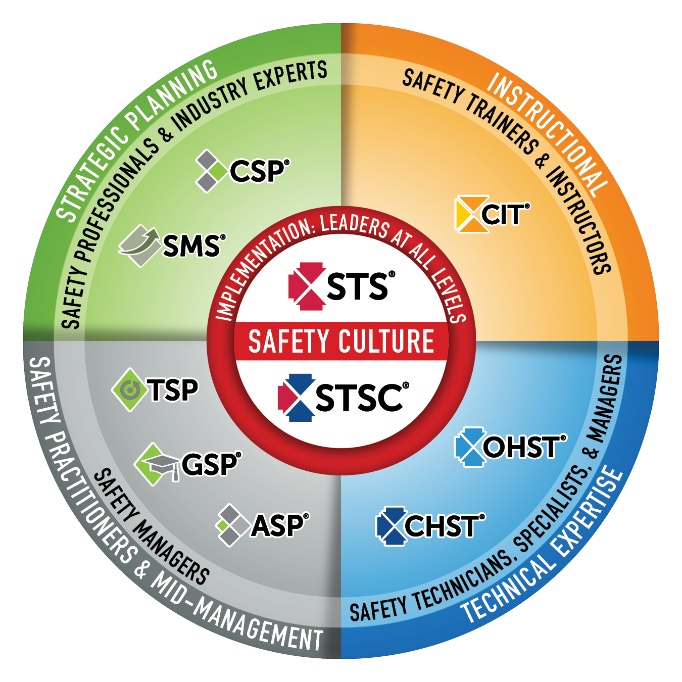 STRATEGIC PLANNING
SAFETY PROFESSIONALS & INDUSTRY EXPERTS
CSP®
SMS®
INSTRUCTIONAL
SAFETY TRAINERS & INSTRUCTORS
CIT®
IMPLEMENTATION: LEADERS AT ALL LEVELS
STS®
SAFETY CULTURE
STSC®
TSP
GSP®
ASP®
SAFETY MANAGERS
SAFETY PRACTITIONERS & MID-MANAGEMENT
OHST®
CHST®
SAFETY TECHNICIANS, SPECIALISTS, & MANAGERS
TECHNICAL EXPERTISE